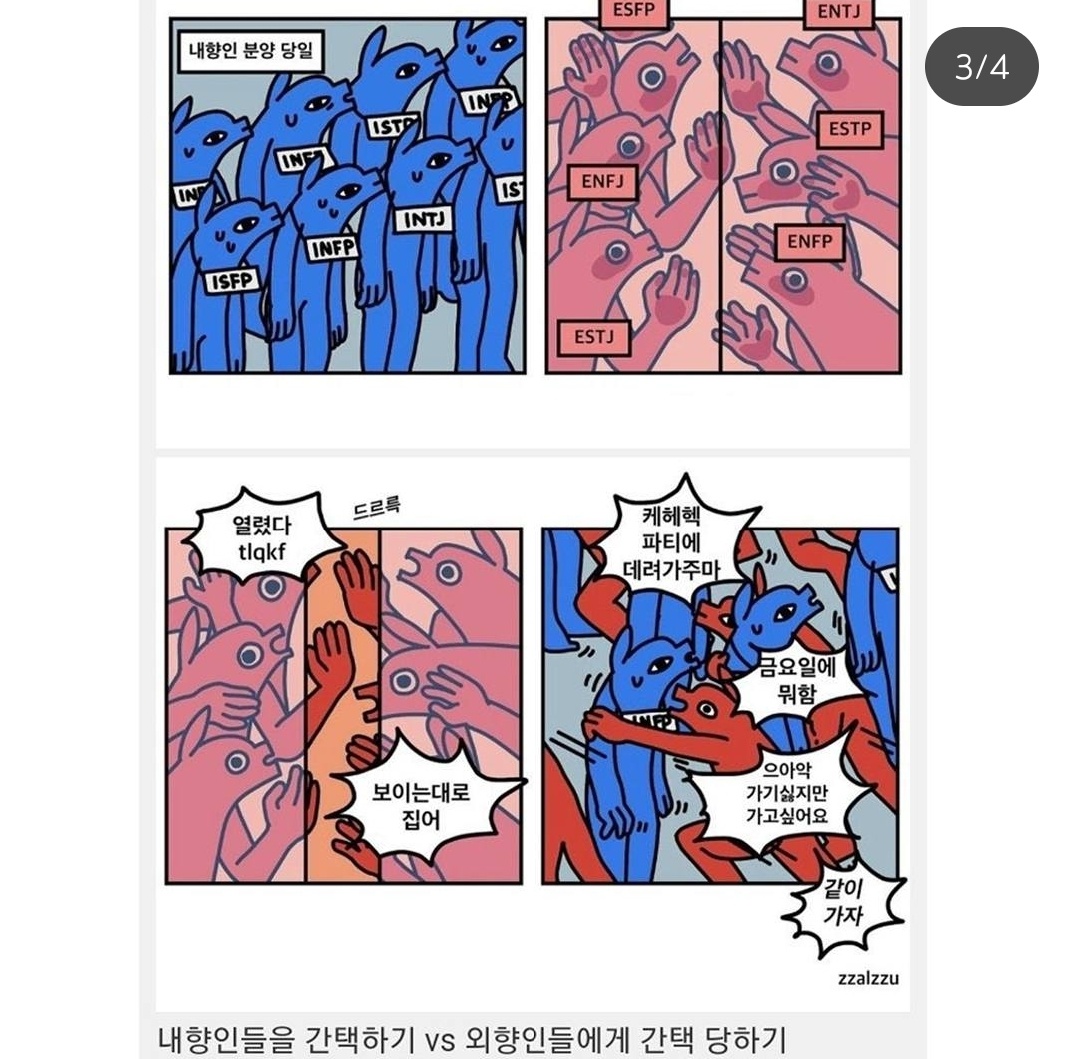 ESFP
ENTJ
3/4
내향인 분양 당일
INFP
ISTP
ESTP
ENFJ
INTJ
INFP
ENFP
ISFP
ESTJ
열렸다
tlqkf
드르륵
보이는대로
집어
케헤헥
파티에
데려가주마
금요일에
뭐함
INFP
으아악
가기싫지만
가고싶어요
같이
가자
zzalzzu
내향인들을 간택하기 vs 외향인들에게 간택 당하기